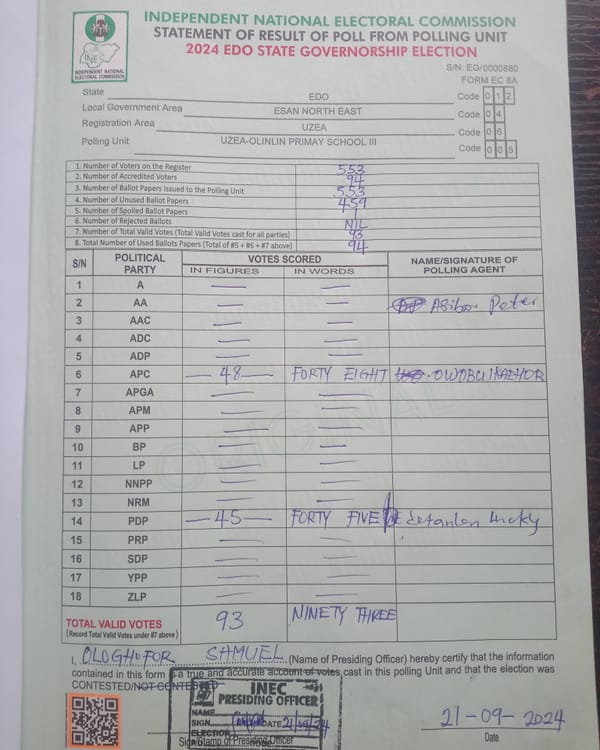 INDEPENDENT NATIONAL ELECTORAL COMMISSION
STATEMENT OF RESULT OF POLL FROM POLLING UNIT
2024 EDO STATE GOVERNORSHIP ELECTION
INEC
INDEPENDENT NATIONAL ELECTORAL COMMISSION
S/N: EG/0000880
FORM EC 8A
State EDO Code 0 1 2
Local Government Area ESAN NORTH EAST Code 0 4
Registration Area UZEA Code 0 6
Polling Unit UZEA-OLINLIN PRIMAY SCHOOL III Code 0 0 5
1. Number of Voters on the Register 553
2. Number of Accredited Voters 94
3. Number of Ballot Papers Issued to the Polling Unit 553
4. Number of Unused Ballot Papers 459
5. Number of Spoiled Ballot Papers 1
6. Number of Rejected Ballots NIL
7. Number of Total Valid Votes (Total Valid Votes cast for all parties) 93
8. Total Number of Used Ballots Papers (Total of #5 + #6 + #7 above) 94
S/N POLITICAL PARTY VOTES SCORED NAME/SIGNATURE OF POLLING AGENT
IN FIGURES IN WORDS
1 A — —
2 AA — — Asibor Peter
3 AAC — —
4 ADC — —
5 ADP — —
6 APC —48— FORTY EIGHT
7 APGA — —
8 APM — —
9 APP — —
10 BP — —
11 LP — —
12 NNPP — —
13 NRM — —
14 PDP —45— FORTY FIVE Lucky
15 PRP — —
16 SDP — —
17 YPP — —
18 ZLP — —
TOTAL VALID VOTES 93 NINETY THREE
(Record Total Valid Votes under #7 above)
I, OLOGHOFOR SAMUEL (Name of Presiding Officer) hereby certify that the information
contained in this form is a true and accurate account of votes cast in this polling Unit and that the election was
CONTESTED/NOT CONTESTED
INEC
PRESIDING OFFICER
NAME
SIGN DATE 21/09/24
ELECTION
Sign/Stamp of Presiding Officer
21-09-2024
Date